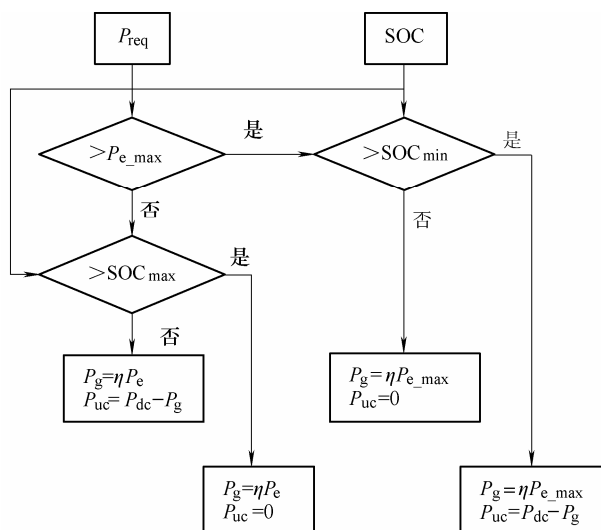 P_req
SOC
>P_e_max
是
>SOC_min
是
否
否
>SOC_max
是
否
P_g=ηP_e
P_uc=P_dc−P_g
P_g=ηP_e_max
P_uc=0
P_g=ηP_e
P_uc=0
P_g=ηP_e_max
P_uc=P_dc−P_g